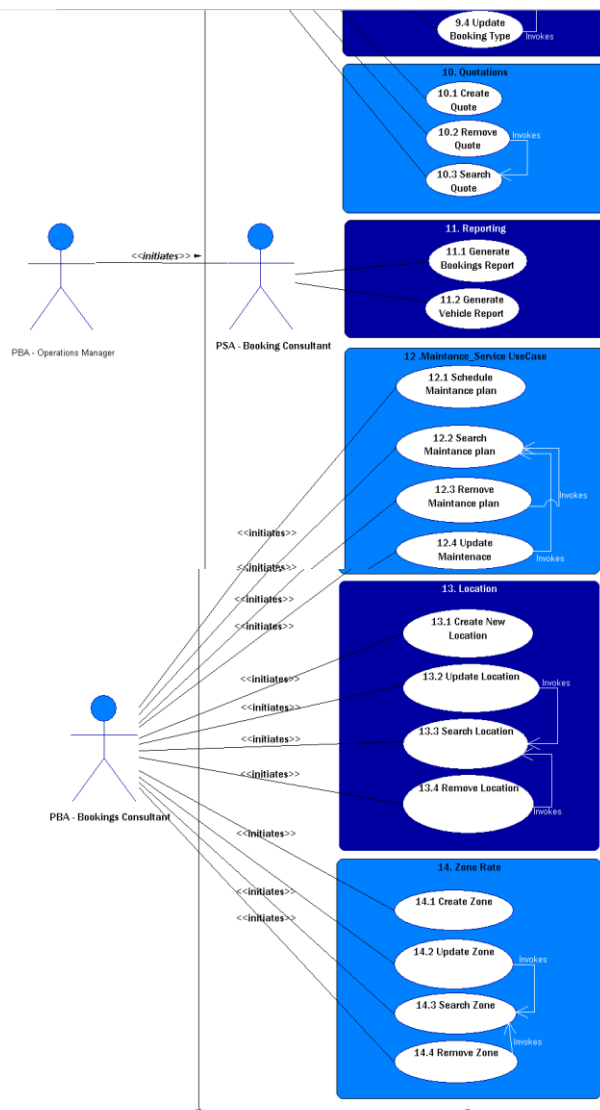 9.4 Update
Booking Type
Invokes
10. Quotations
10.1 Create
Quote
10.2 Remove
Quote
Invokes
10.3 Search
Quote
11. Reporting
11.1 Generate
Bookings Report
<<initiates>>
11.2 Generate
Vehicle Report
PBA - Operations Manager
PSA - Booking Consultant
12 .Maintance_Service UseCase
12.1 Schedule
Maintance plan
12.2 Search
Maintance plan
12.3 Remove
Maintance plan
Invokes
<<initiates>>
12.4 Update
Maintenace
Invokes
<<initiates>>
13. Location
<<initiates>>
13.1 Create New
Location
<<initiates>>
13.2 Update Location
<<initiates>>
Invokes
<<initiates>>
13.3 Search Location
<<initiates>>
<<initiates>>
13.4 Remove Location
Invokes
PBA - Bookings Consultant
<<initiates>>
14. Zone Rate
<<initiates>>
14.1 Create Zone
<<initiates>>
14.2 Update Zone
Invokes
14.3 Search Zone
Invokes
14.4 Remove Zone